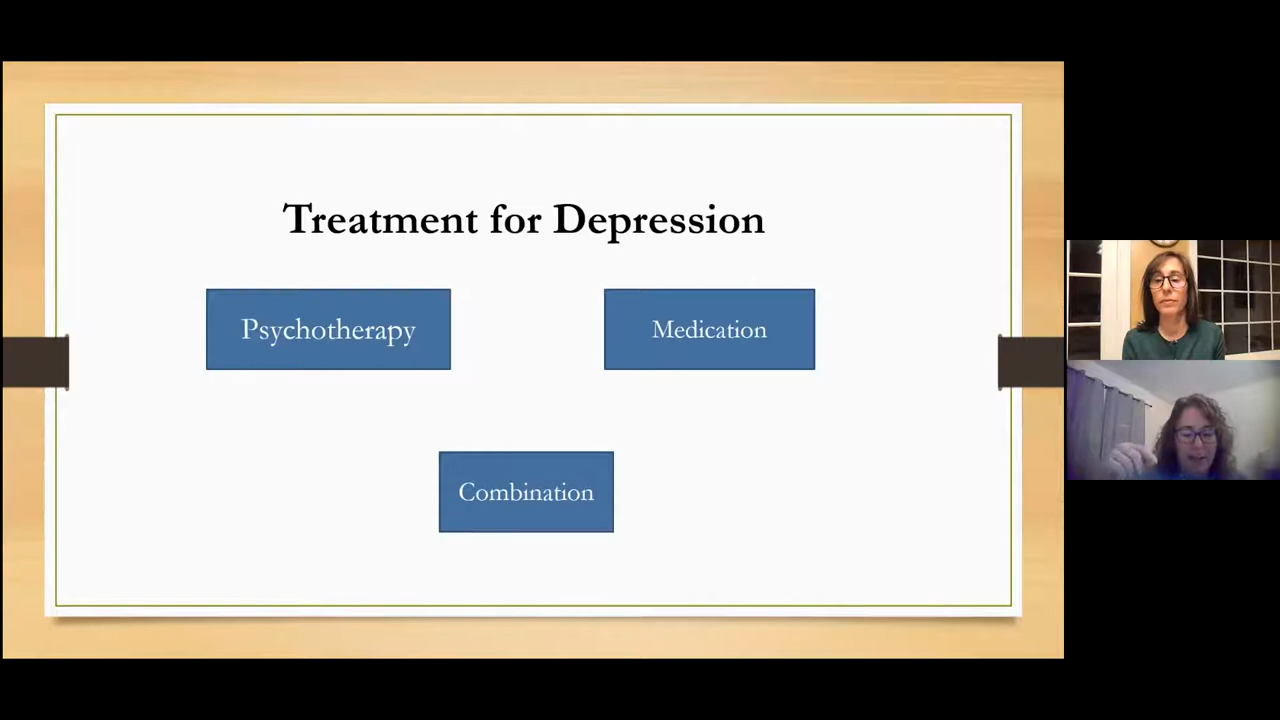 Treatment for Depression
Psychotherapy
Medication
Combination